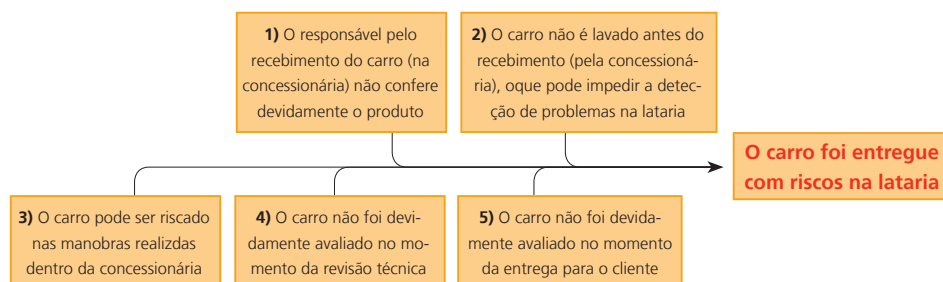 1) O responsável pelo
recebimento do carro (na
concessionária) não confere
devidamente o produto
2) O carro não é lavado antes do
recebimento (pela concessioná-
ria), oque pode impedir a detec-
ção de problemas na lataria
O carro foi entregue
com riscos na lataria
3) O carro pode ser riscado
nas manobras realizdas
dentro da concessionária
4) O carro não foi devi-
damente avaliado no mo-
mento da revisão técnica
5) O carro não foi devida-
mente avaliado no momento
da entrega para o cliente